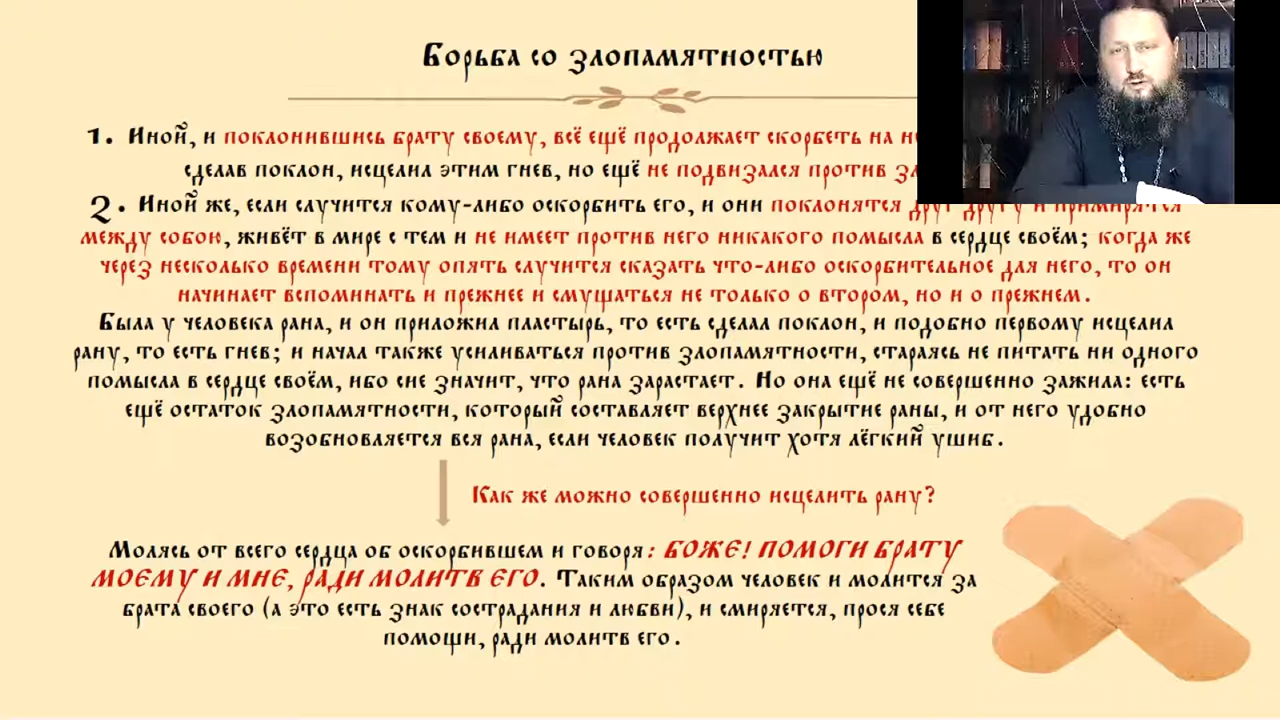 Борьба со злопамятностью
1. Иной, и поклонившись брату своему, всё ещё продолжает скорбеть на
сделав поклон, исцелил этим гнев, но ещё не подвизался против
2. Иной же, если случится кому-либо оскорбить его, и они поклонятся друг другу и примирятся
между собою, живёт в мире с тем и не имеет против него никакого помысла в сердце своём; когда же
через несколько времени тому опять случится сказать что-либо оскорбительное для него, то он
начинает вспоминать и прежнее и смущаться не только о втором, но и о прежнем.
Была у человека рана, и он приложил пластырь, то есть сделал поклон, и подобно первому исцелил
рану, то есть гнев; и начал также усиливаться против злопамятности, стараясь не питать ни одного
помысла в сердце своём, ибо сие значит, что рана зарастает. Но она ещё не совершенно зажила: есть
ещё остаток злопамятности, который составляет верхнее закрытие раны, и от него удобно
возобновляется вся рана, если человек получит хотя лёгкий ушиб.
Как же можно совершенно исцелить рану?
Молясь от всего сердца об оскорбившем и говоря: БОЖЕ! ПОМОГИ БРАТУ
МОЕМУ И МНЕ, РАДИ МОЛИТВ ЕГО. Таким образом человек и молится за
брата своего (а это есть знак сострадания и любви), и смиряется, прося себе
помощи, ради молитв его.